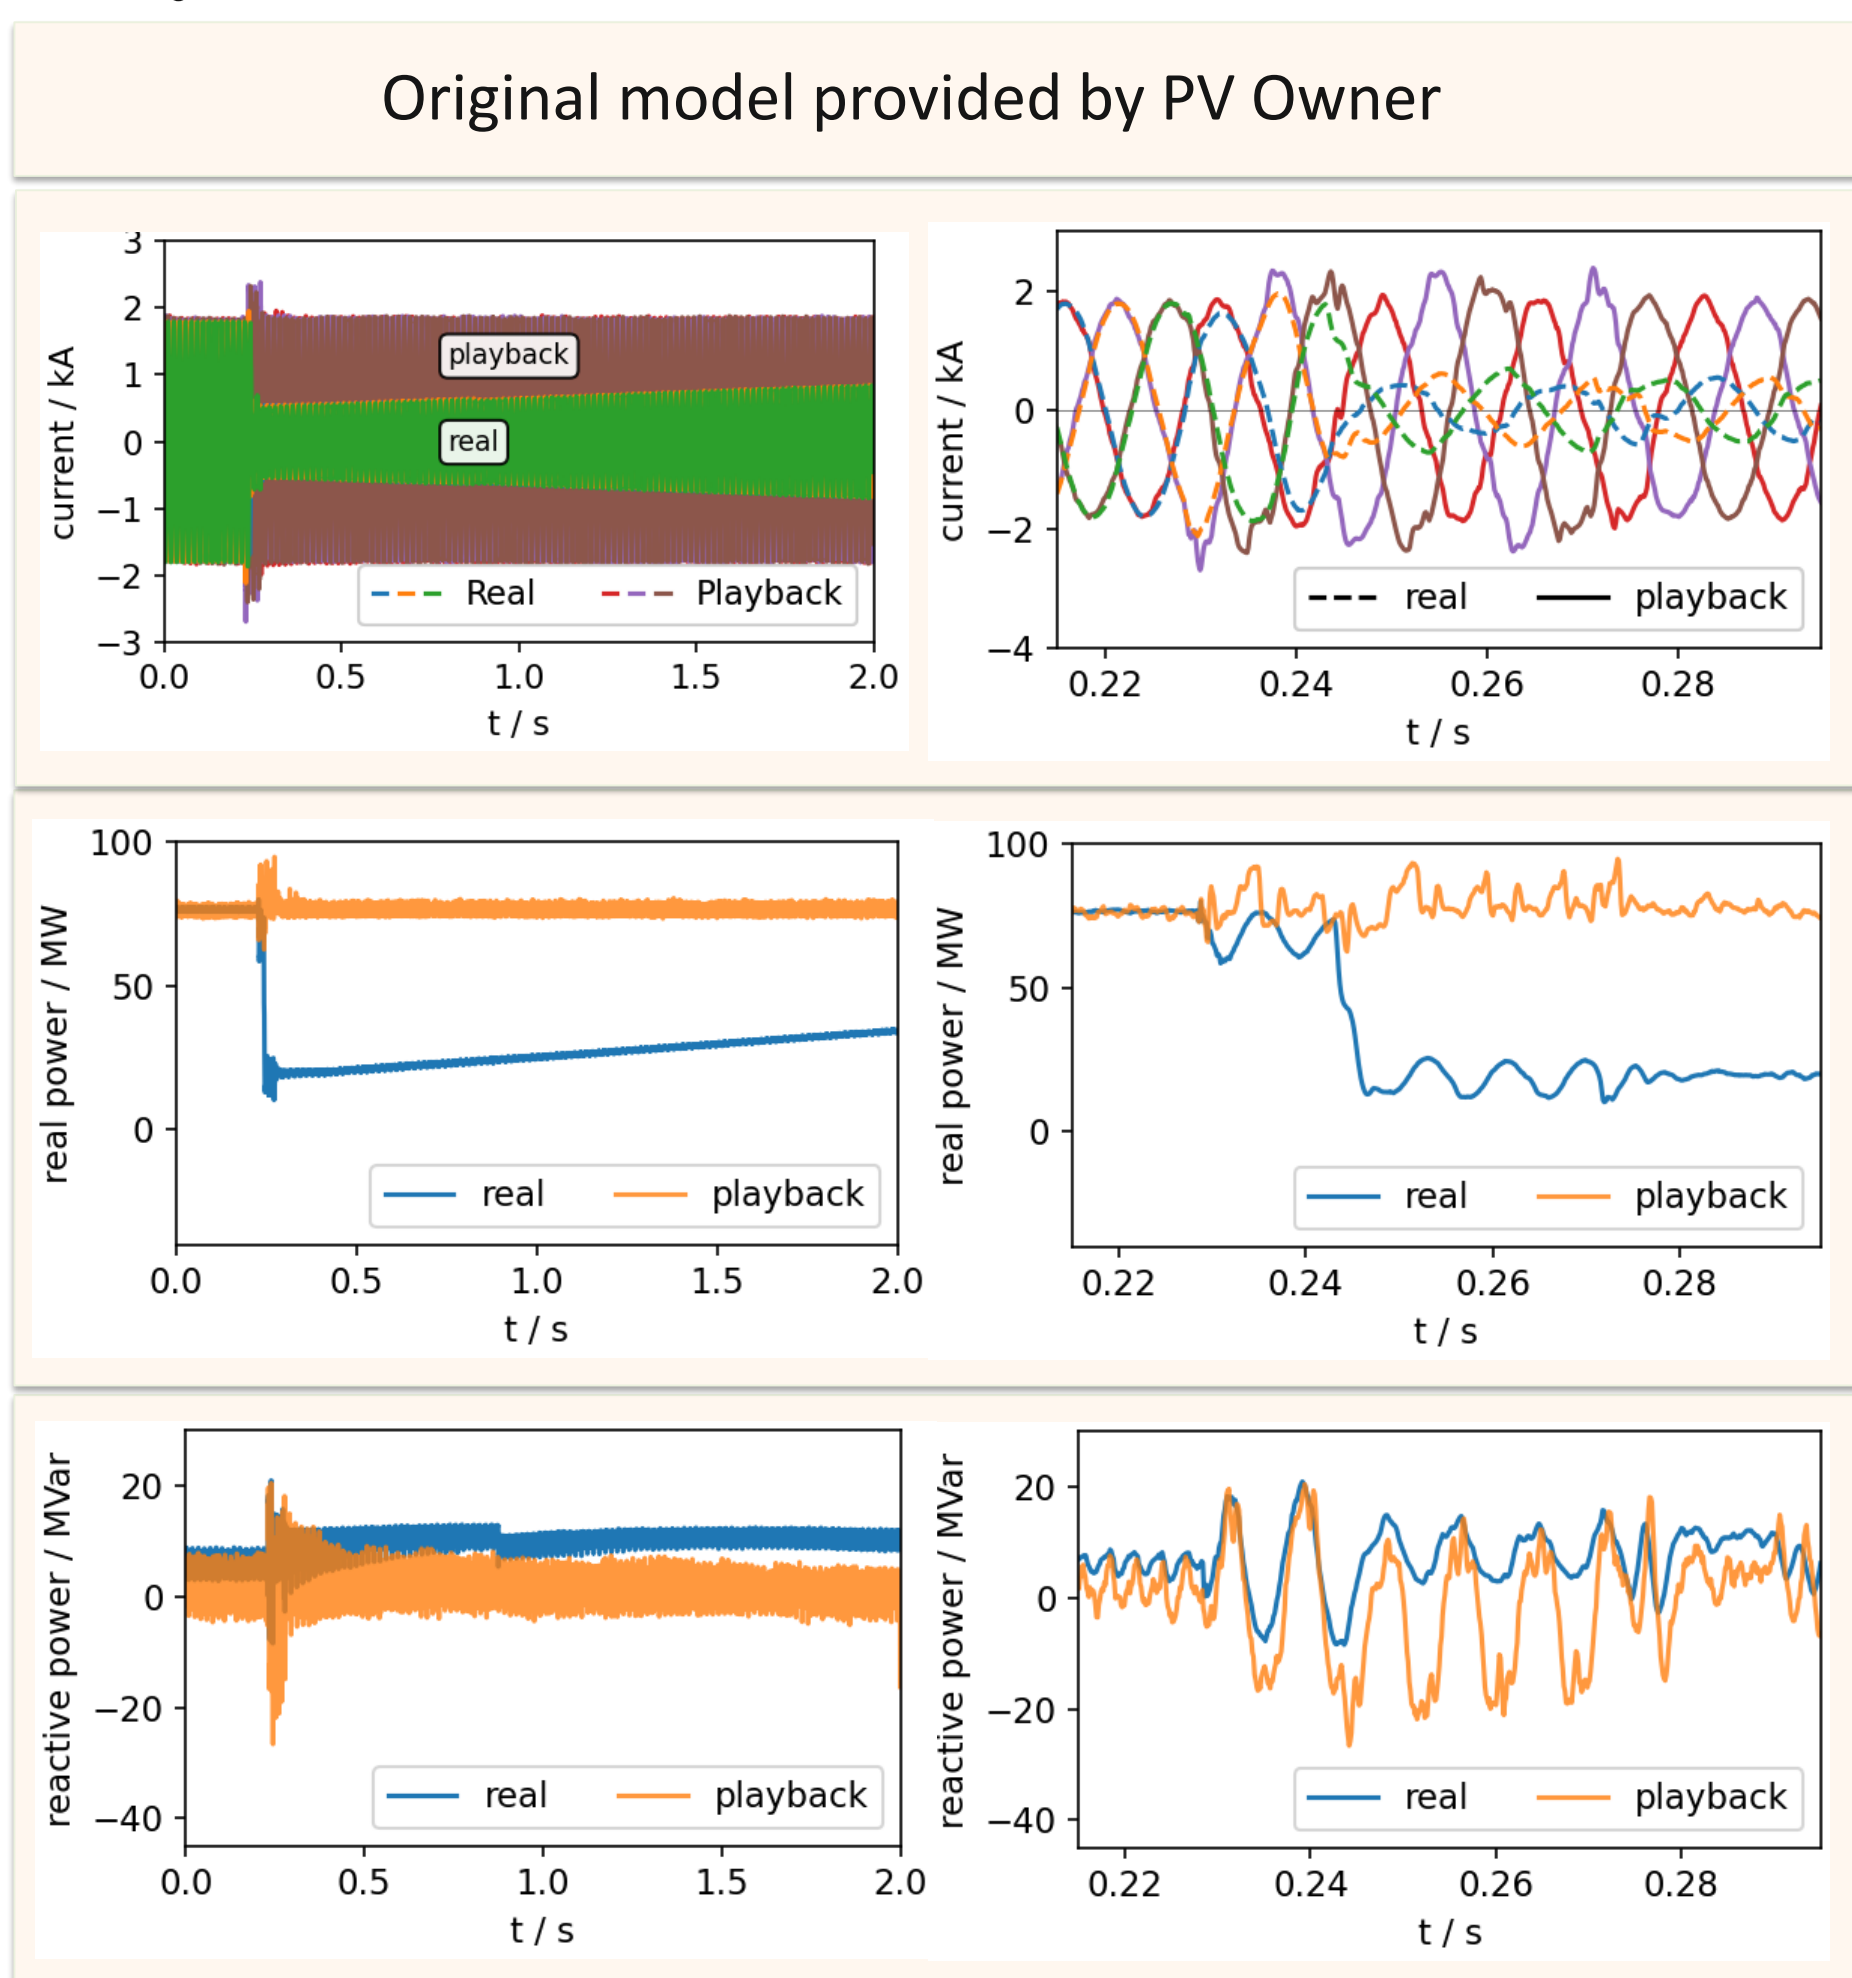 Original model provided by PV Owner
3
2
1
0
−1
−2
−3
current / kA
playback
real
Real Playback
0.0 0.5 1.0 1.5 2.0
t / s
2
0
−2
−4
current / kA
real playback
0.22 0.24 0.26 0.28
t / s
100
50
0
real power / MW
real playback
0.0 0.5 1.0 1.5 2.0
t / s
100
50
0
real power / MW
real playback
0.22 0.24 0.26 0.28
t / s
20
0
−20
−40
reactive power / MVar
real playback
0.0 0.5 1.0 1.5 2.0
t / s
20
0
−20
−40
reactive power / MVar
real playback
0.22 0.24 0.26 0.28
t / s